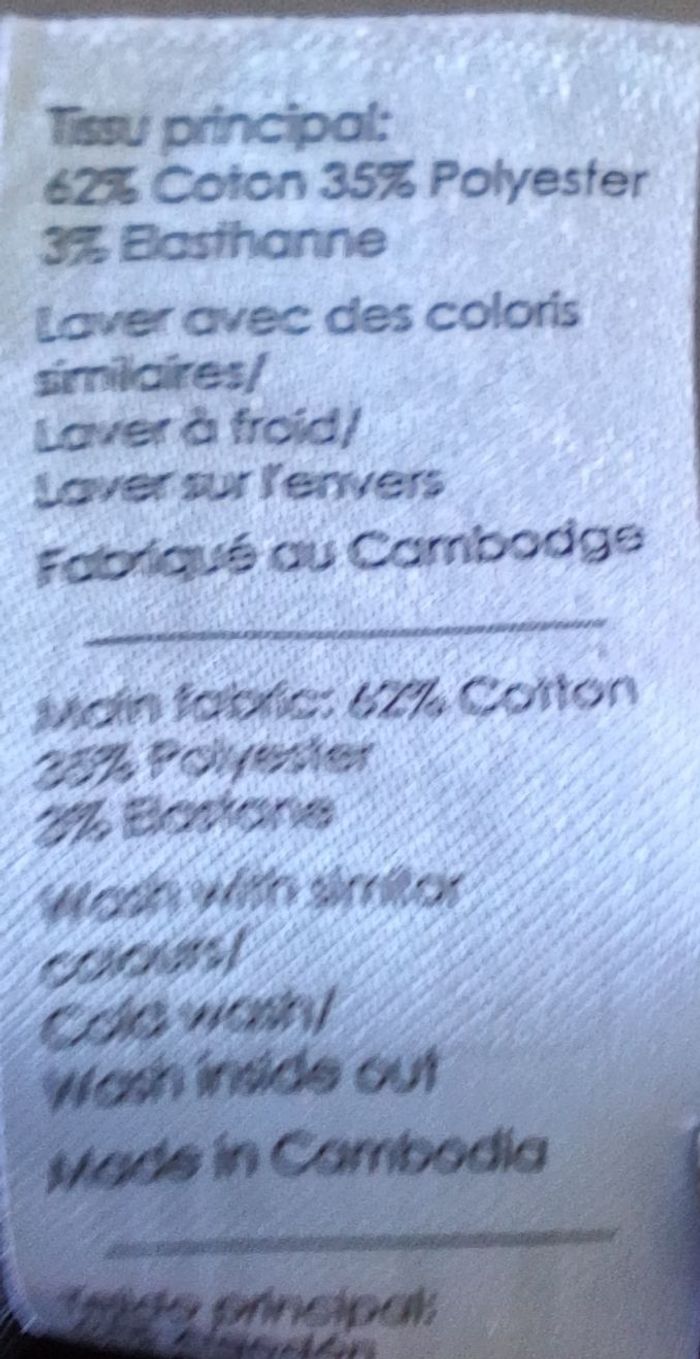 Tissu principal:
62% Coton 35% Polyester
3% Elasthanne
Laver avec des coloris
similaires/
Laver à froid/
Laver sur l'envers
Fabriqué au Cambodge
Main fabric: 62% Cotton
35% Polyester
3% Elastane
Wash with similar
colours/
Cold wash/
Wash inside out
Made in Cambodia
principal: